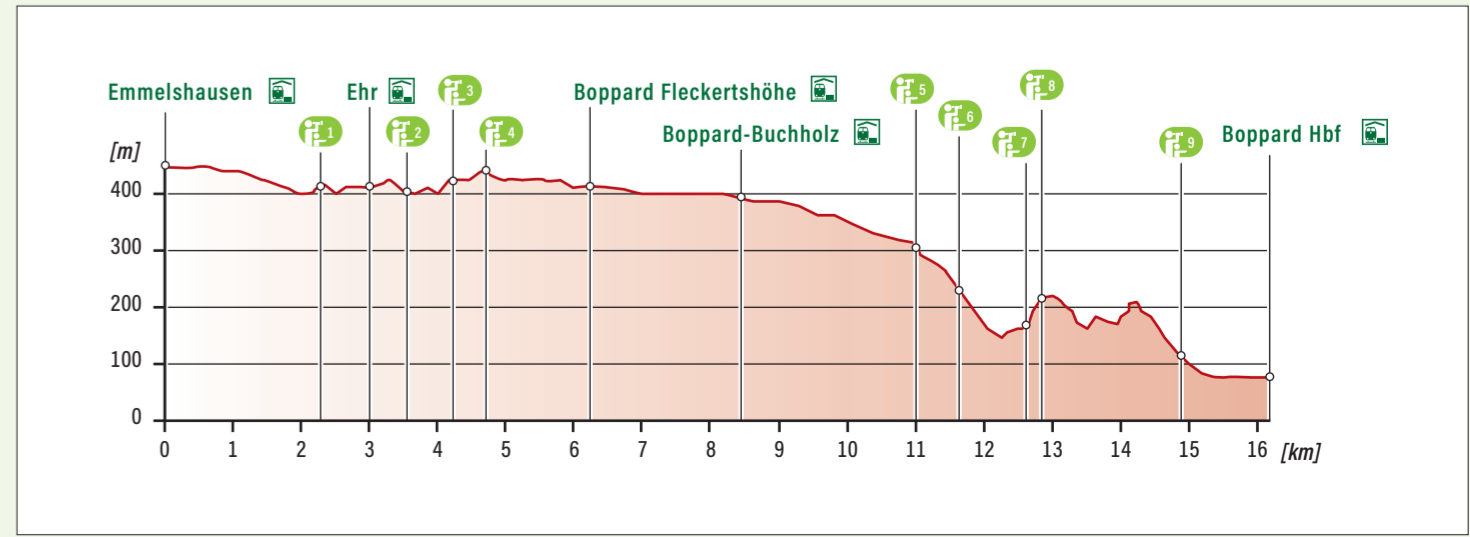 Emmelshausen
Ehr
3
Boppard Fleckertshöhe
5
8
6
1
2
4
Boppard-Buchholz
7
9
Boppard Hbf
[m]
400
300
200
100
0
0 1 2 3 4 5 6 7 8 9 10 11 12 13 14 15 16 [km]